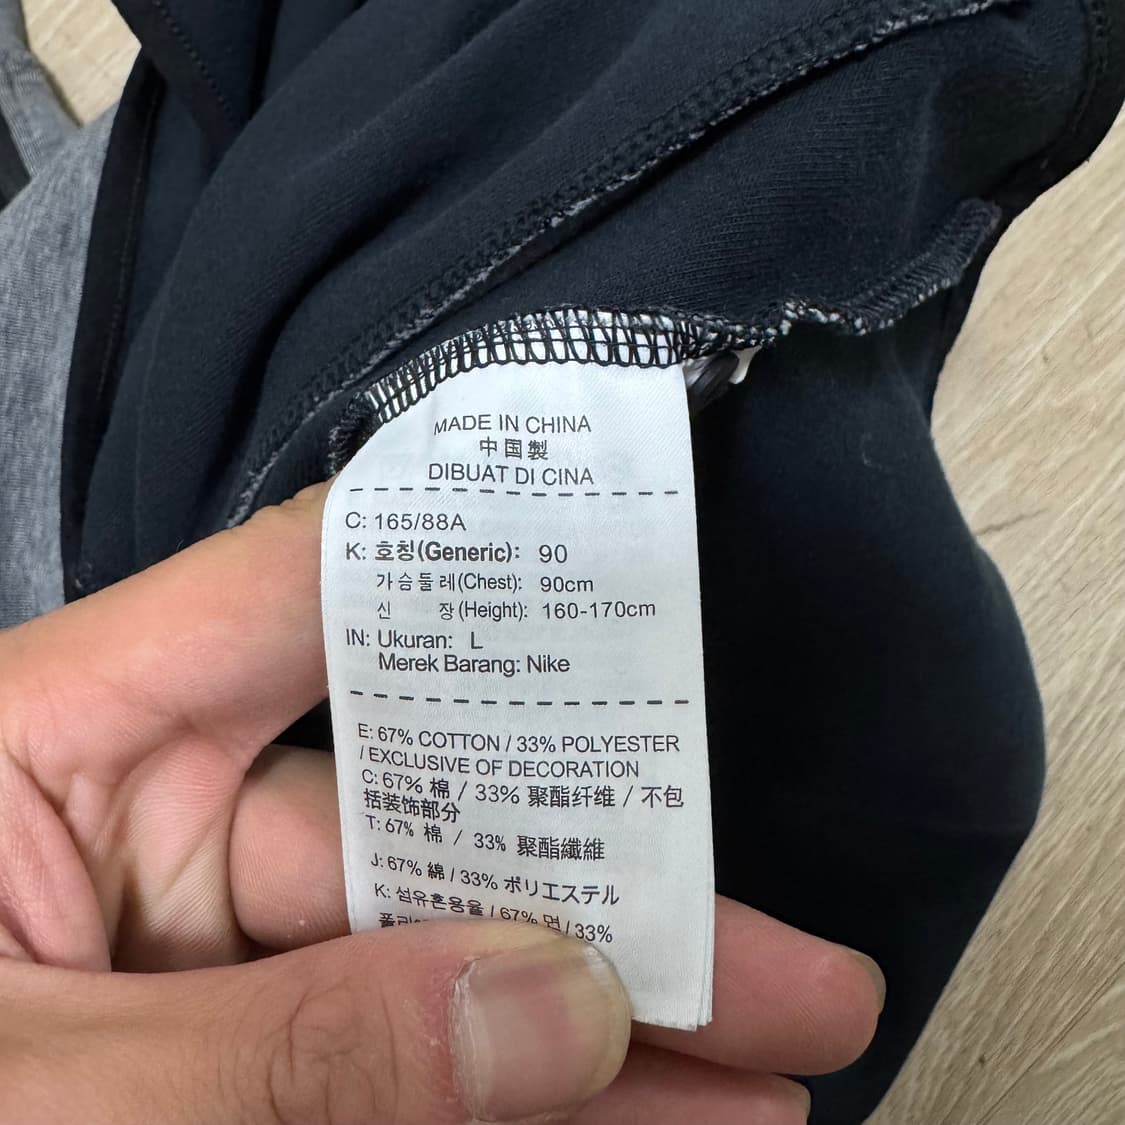 MADE IN CHINA
中国製
DIBUAT DI CINA
C: 165/88A
K: 호칭(Generic): 90
가슴둘레(Chest): 90cm
신 장(Height): 160-170cm
IN: Ukuran: L
Merek Barang: Nike
E: 67% COTTON / 33% POLYESTER
/ EXCLUSIVE OF DECORATION
C: 67% 棉 / 33% 聚酯纤维 / 不包
括装饰部分
T: 67% 棉 / 33% 聚酯纖維
J: 67% 綿 / 33% ポリエステル
K: 섬유혼용율 / 67% 면 / 33%